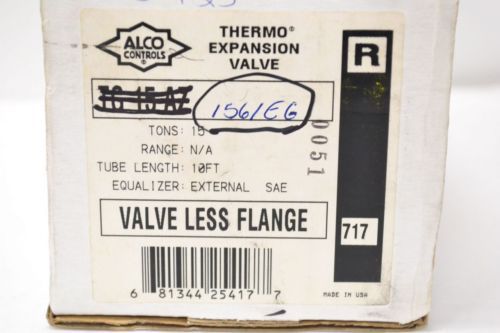 ALCO
CONTROLS
®
THERMO®
EXPANSION
VALVE
R
156/EG
TONS: 15
RANGE: N/A
TUBE LENGTH: 10FT
EQUALIZER: EXTERNAL SAE
0051
VALVE LESS FLANGE
717
6 81344 25417 7
MADE IN USA